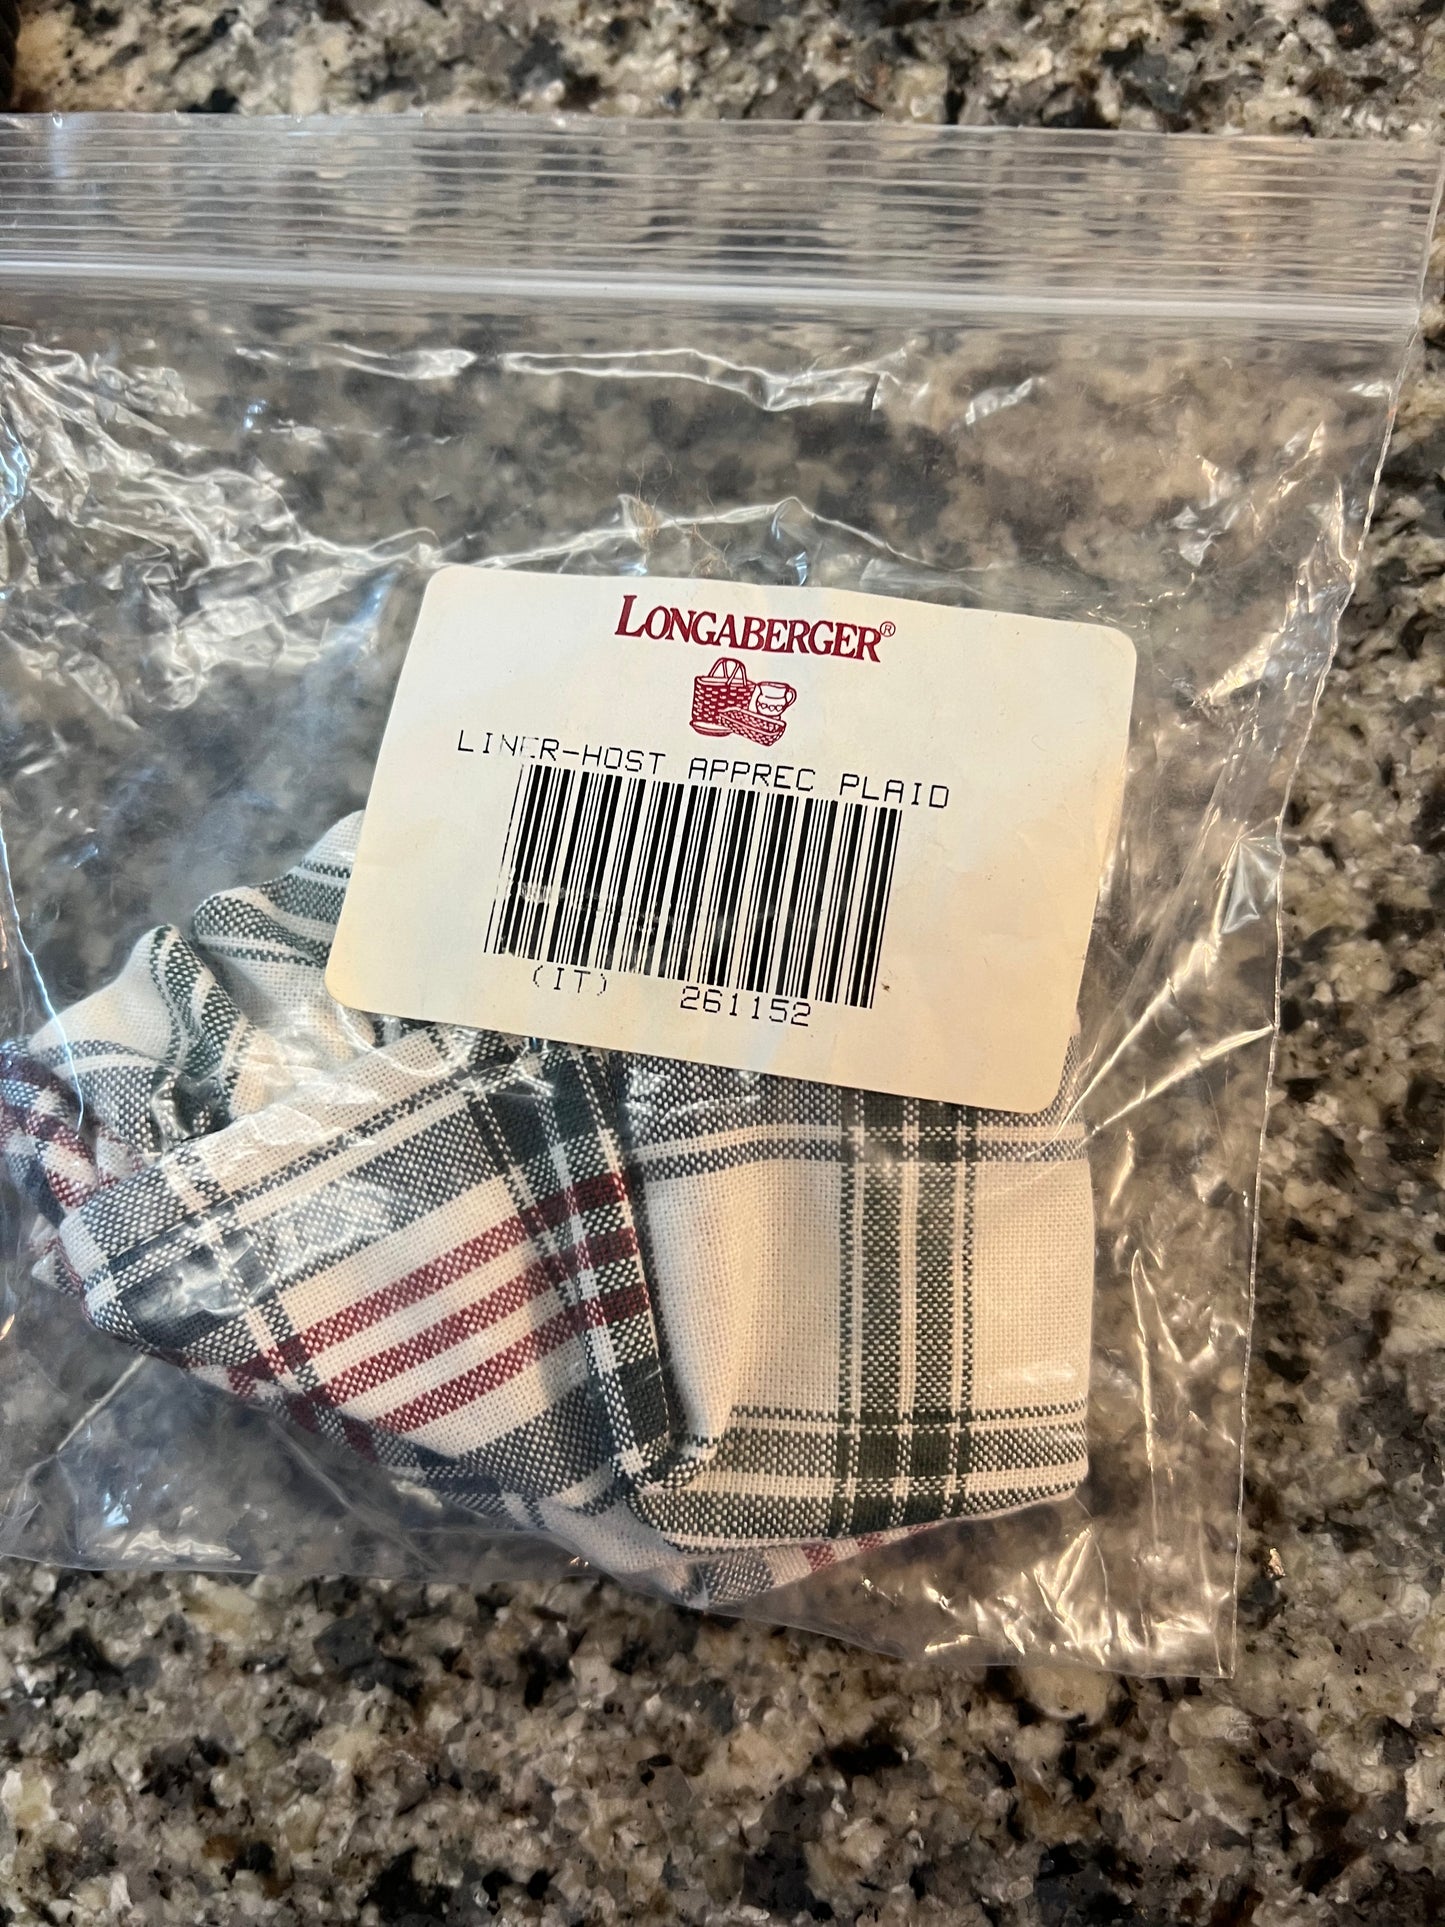 LONGABERGER®
LINER-HOST APPREC PLAID
(IT) 261152